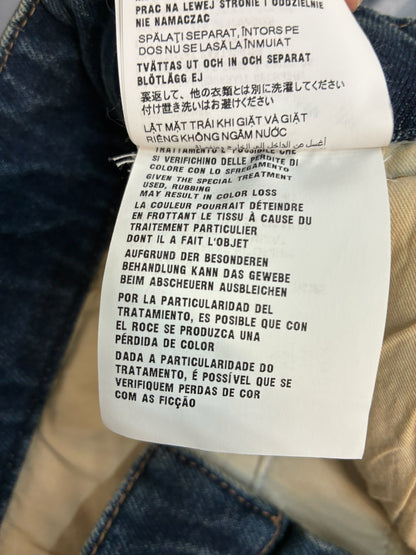 PRAC NA LEWEJ STRONIE I ODDZIELNIE
NIE NAMACZAĆ
SPĂLAȚI SEPARAT, ÎNTORS PE
DOS NU SE LASĂ LA ÎNMUIAT
TVÄTTAS UT OCH IN OCH SEPARAT
BLÖTLÄGG EJ
裏返して、他の衣類とは別に洗濯してください
付け置き洗いはお避けください
LẬT MẶT TRÁI KHI GIẶT VÀ GIẶT
RIÊNG KHÔNG NGÂM NƯỚC
TRATTAMENTO È POSSIBILE CHE
SI VERIFICHINO DELLE PERDITE DI
COLORE CON LO SFREGAMENTO
GIVEN THE SPECIAL TREATMENT
USED, RUBBING
MAY RESULT IN COLOR LOSS
LA COULEUR POURRAIT DÉTEINDRE
EN FROTTANT LE TISSU À CAUSE DU
TRAITEMENT PARTICULIER
DONT IL A FAIT L'OBJET
AUFGRUND DER BESONDEREN
BEHANDLUNG KANN DAS GEWEBE
BEIM ABSCHEUERN AUSBLEICHEN
POR LA PARTICULARIDAD DEL
TRATAMIENTO, ES POSIBLE QUE CON
EL ROCE SE PRODUZCA UNA
PÉRDIDA DE COLOR
DADA A PARTICULARIDADE DO
TRATAMENTO, É POSSÍVEL QUE SE
VERIFIQUEM PERDAS DE COR
COM AS FICÇÃO